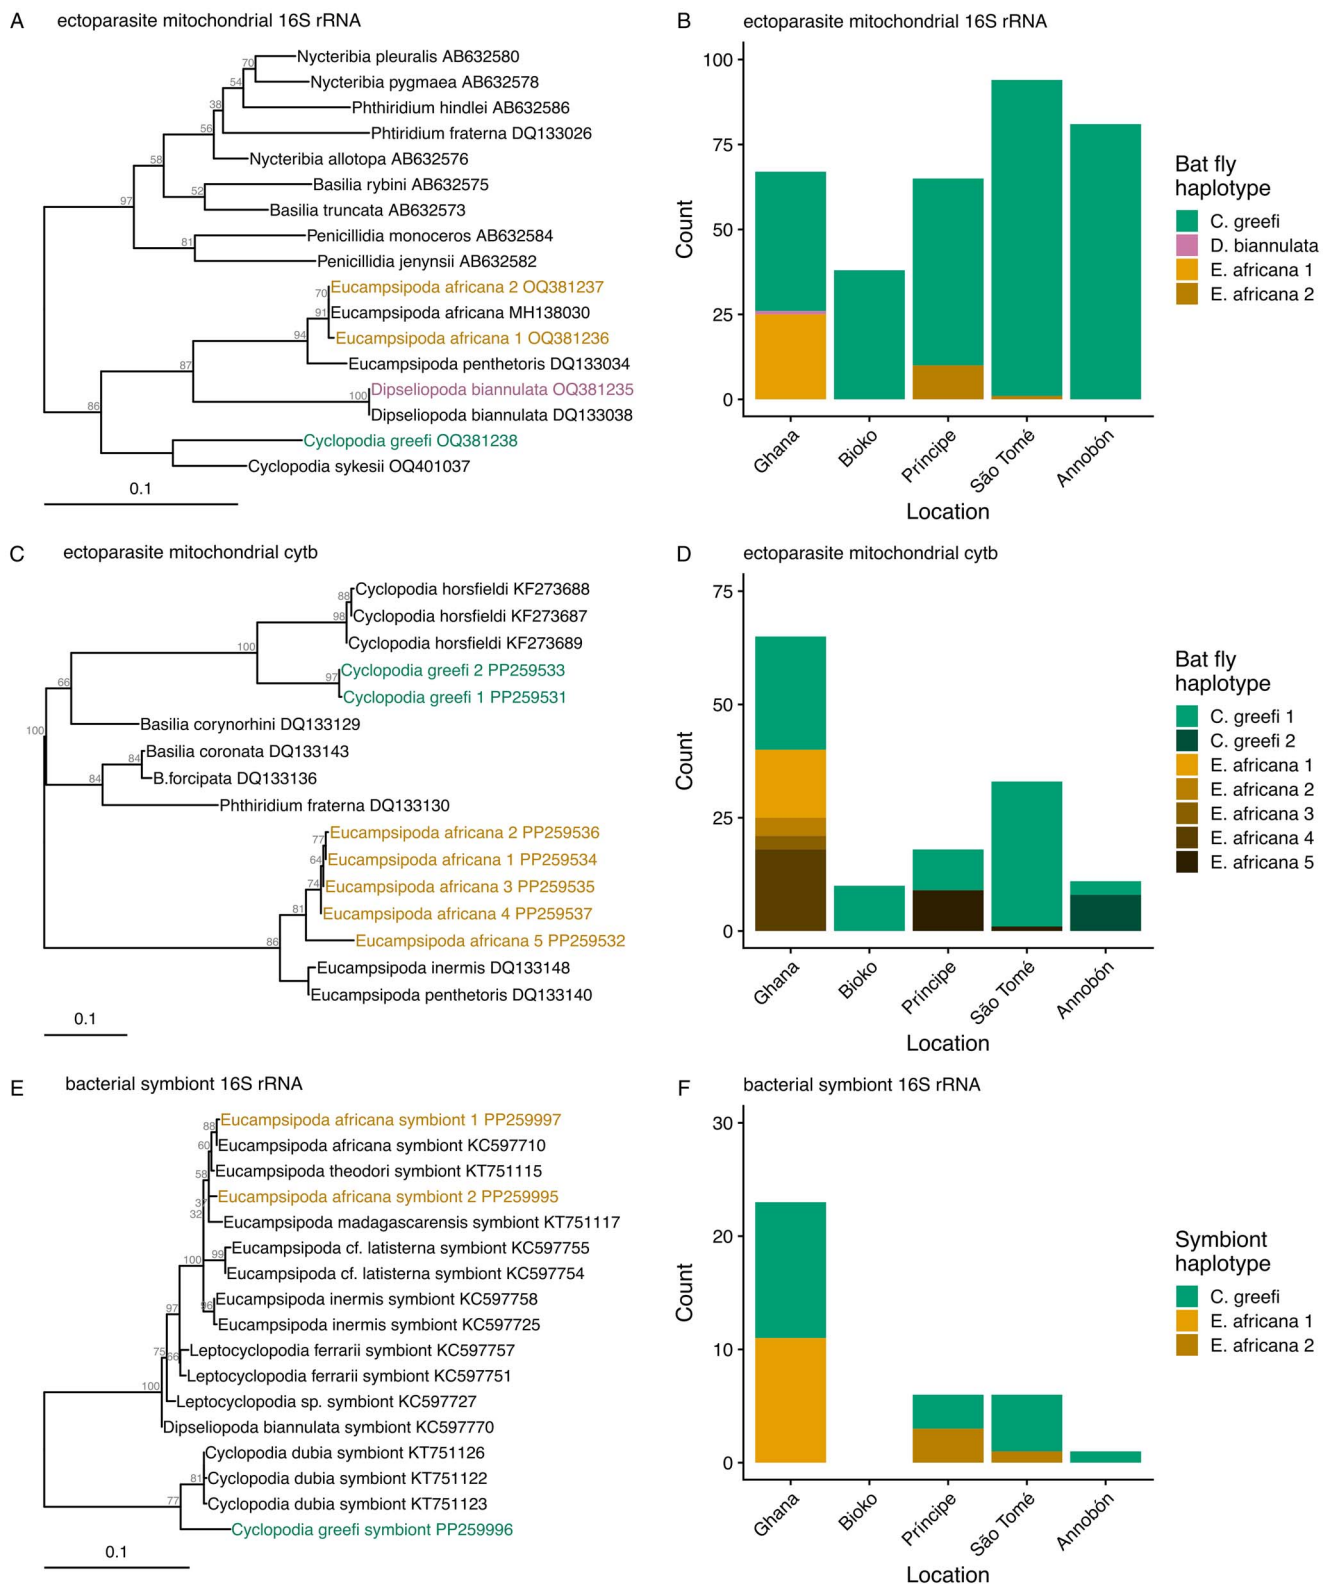 A
ectoparasite mitochondrial 16S rRNA
70
Nycteribia pleuralis AB632580
54
Nycteribia pygmaea AB632578
38
Phthiridium hindlei AB632586
56
Phtiridium fraterna DQ133026
58
Nycteribia allotopa AB632576
52
Basilia rybini AB632575
97
Basilia truncata AB632573
81
Penicillidia monoceros AB632584
Penicillidia jenynsii AB632582
70
Eucampsipoda africana 2 OQ381237
91
Eucampsipoda africana MH138030
94
Eucampsipoda africana 1 OQ381236
87
Eucampsipoda penthetoris DQ133034
100
Dipseliopoda biannulata OQ381235
86
Dipseliopoda biannulata DQ133038
Cyclopodia greefi OQ381238
Cyclopodia sykesii OQ401037
0.1
B
ectoparasite mitochondrial 16S rRNA
100
75
50
25
0
Count
Ghana
Bioko
Príncipe
São Tomé
Annobón
Location
Bat fly
haplotype
C. greefi
D. biannulata
E. africana 1
E. africana 2
C
ectoparasite mitochondrial cytb
88
Cyclopodia horsfieldi KF273688
98
Cyclopodia horsfieldi KF273687
Cyclopodia horsfieldi KF273689
100
97
Cyclopodia greefi 2 PP259533
66
Cyclopodia greefi 1 PP259531
100
Basilia corynorhini DQ133129
84
Basilia coronata DQ133143
84
B.forcipata DQ133136
Phthiridium fraterna DQ133130
77
Eucampsipoda africana 2 PP259536
64
Eucampsipoda africana 1 PP259534
74
Eucampsipoda africana 3 PP259535
81
Eucampsipoda africana 4 PP259537
86
Eucampsipoda africana 5 PP259532
Eucampsipoda inermis DQ133148
Eucampsipoda penthetoris DQ133140
0.1
D
ectoparasite mitochondrial cytb
75
50
25
0
Count
Ghana
Bioko
Príncipe
São Tomé
Annobón
Location
Bat fly
haplotype
C. greefi 1
C. greefi 2
E. africana 1
E. africana 2
E. africana 3
E. africana 4
E. africana 5
E
bacterial symbiont 16S rRNA
88
Eucampsipoda africana symbiont 1 PP259997
60
Eucampsipoda africana symbiont KC597710
58
Eucampsipoda theodori symbiont KT751115
37
Eucampsipoda africana symbiont 2 PP259995
32
Eucampsipoda madagascarensis symbiont KT751117
99
Eucampsipoda cf. latisterna symbiont KC597755
100
Eucampsipoda cf. latisterna symbiont KC597754
Eucampsipoda inermis symbiont KC597758
97
Eucampsipoda inermis symbiont KC597725
75
66
Leptocyclopodia ferrarii symbiont KC597757
Leptocyclopodia ferrarii symbiont KC597751
100
Leptocyclopodia sp. symbiont KC597727
Dipseliopoda biannulata symbiont KC597770
Cyclopodia dubia symbiont KT751126
81
Cyclopodia dubia symbiont KT751122
77
Cyclopodia dubia symbiont KT751123
Cyclopodia greefi symbiont PP259996
0.1
F
bacterial symbiont 16S rRNA
30
20
10
0
Count
Ghana
Bioko
Príncipe
São Tomé
Annobón
Location
Symbiont
haplotype
C. greefi
E. africana 1
E. africana 2